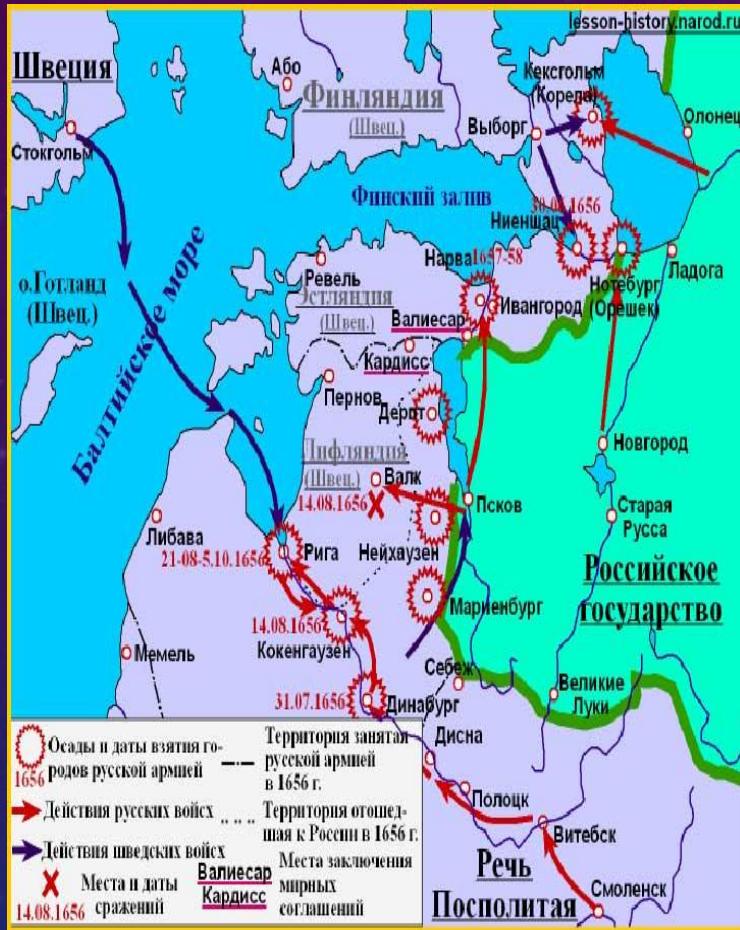 lesson-history.narod.ru
Швеция
Або
Финляндия
(Швец.)
Кексгольм
(Корела)
Выборг
Олонец
Стокгольм
Финский залив
30-0 .1656
Ниеншац
Нарва
1657-58
Ладога
Ревель
Нотебург
(Орешек)
Ивангород
о.Готланд
(Швец.)
Эстляндия
(Швец.)
Валиесар
Кардисс
Балтийское море
Пернов
Дерпт
Новгород
Лифляндия
(Швец.)
Валк
14.08.1656
Псков
Старая
Русса
Либава
21-08-5.10.1656
Рига
Нейхаузен
Российское
государство
Мариенбург
14.08.1656
Кокенгаузен
Мемель
Себеж
Великие
Луки
31.07.1656
Динабург
Дисна
Полоцк
Витебск
Речь
Посполитая
Смоленск
1656
Осады и даты взятия го-
родов русской армией
Действия русских войск
Действия шведских войск
14.08.1656
Места и даты
сражений
Территория занятая
русской армией
в 1656 г.
Территория отошед-
шая к России в 1656 г.
Валиесар
Кардисс
Места заключения
мирных
соглашений